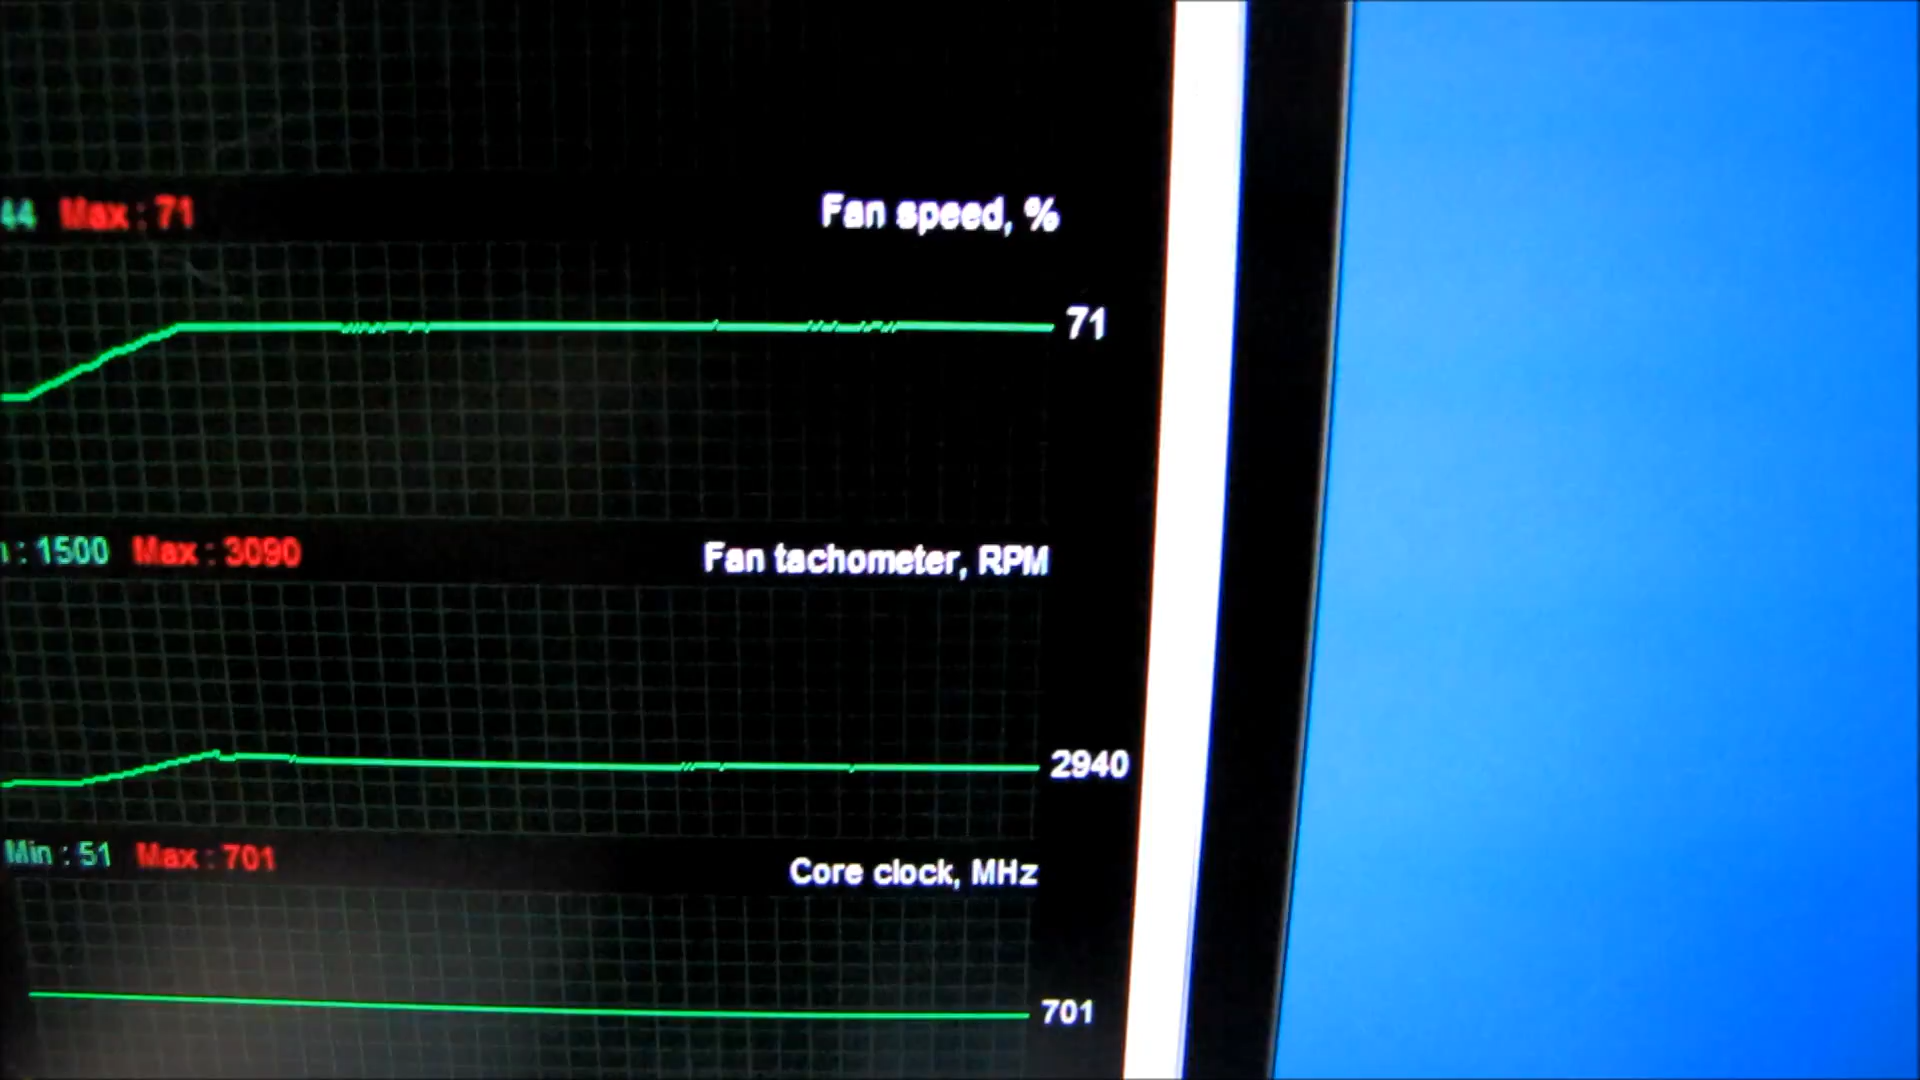 44 Max : 71 Fan speed, %
71
: 1500 Max : 3090 Fan tachometer, RPM
2940
Min : 51 Max : 701 Core clock, MHz
701